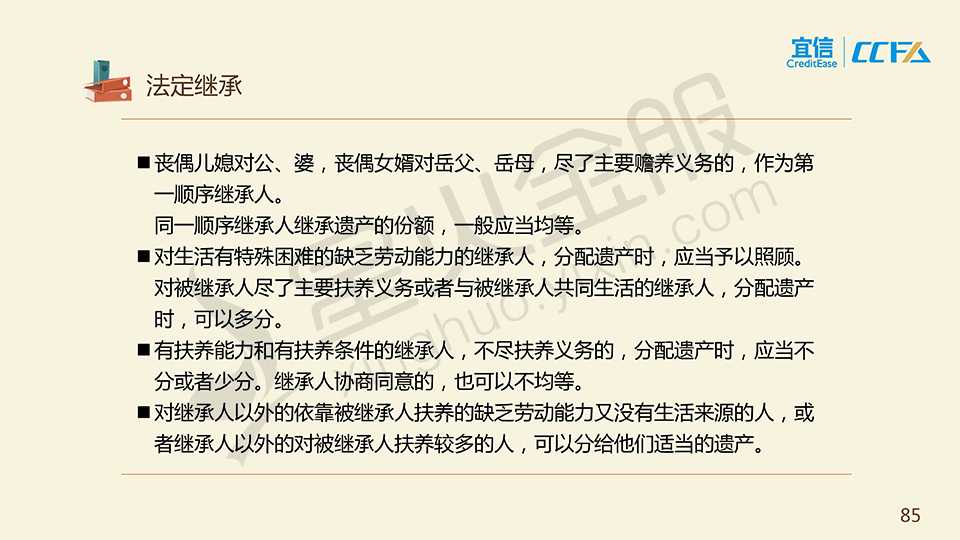 宜信
CreditEase
CCFA
法定继承
■丧偶儿媳对公、婆，丧偶女婿对岳父、岳母，尽了主要赡养义务的，作为第
一顺序继承人。
同一顺序继承人继承遗产的份额，一般应当均等。
■对生活有特殊困难的缺乏劳动能力的继承人，分配遗产时，应当予以照顾。
对被继承人尽了主要扶养义务或者与被继承人共同生活的继承人，分配遗产
时，可以多分。
■有扶养能力和有扶养条件的继承人，不尽扶养义务的，分配遗产时，应当不
分或者少分。继承人协商同意的，也可以不均等。
■对继承人以外的依靠被继承人扶养的缺乏劳动能力又没有生活来源的人，或
者继承人以外的对被继承人扶养较多的人，可以分给他们适当的遗产。
星火金服
xinghuo.yixin.com
85